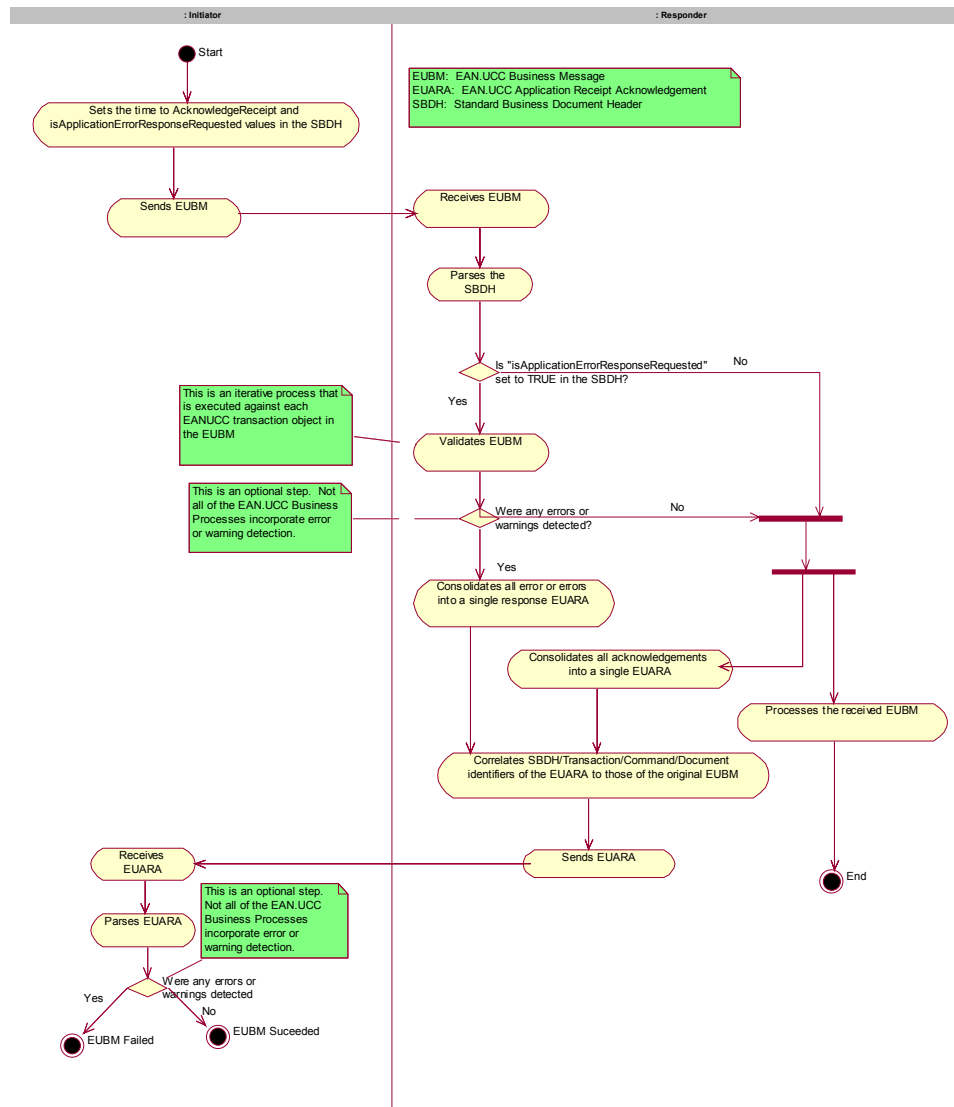 : Initiator
: Responder
Start
EUBM: EAN.UCC Business Message
EUARA: EAN.UCC Application Receipt Acknowledgement
SBDH: Standard Business Document Header
Sets the time to AcknowledgeReceipt and
isApplicationErrorResponseRequested values in the SBDH
Sends EUBM
Receives EUBM
Parses the
SBDH
Is "isApplicationErrorResponseRequested"
set to TRUE in the SBDH?
No
Yes
This is an iterative process that
is executed against each
EANUCC transaction object in
the EUBM
Validates EUBM
This is an optional step. Not
all of the EAN.UCC Business
Processes incorporate error
or warning detection.
Were any errors or
warnings detected?
No
Yes
Consolidates all error or errors
into a single response EUARA
Consolidates all acknowledgements
into a single EUARA
Processes the received EUBM
Correlates SBDH/Transaction/Command/Document
identifiers of the EUARA to those of the original EUBM
Sends EUARA
End
Receives
EUARA
Parses EUARA
This is an optional step.
Not all of the EAN.UCC
Business Processes
incorporate error or
warning detection.
Were any errors or
warnings detected
Yes
No
EUBM Failed
EUBM Suceeded